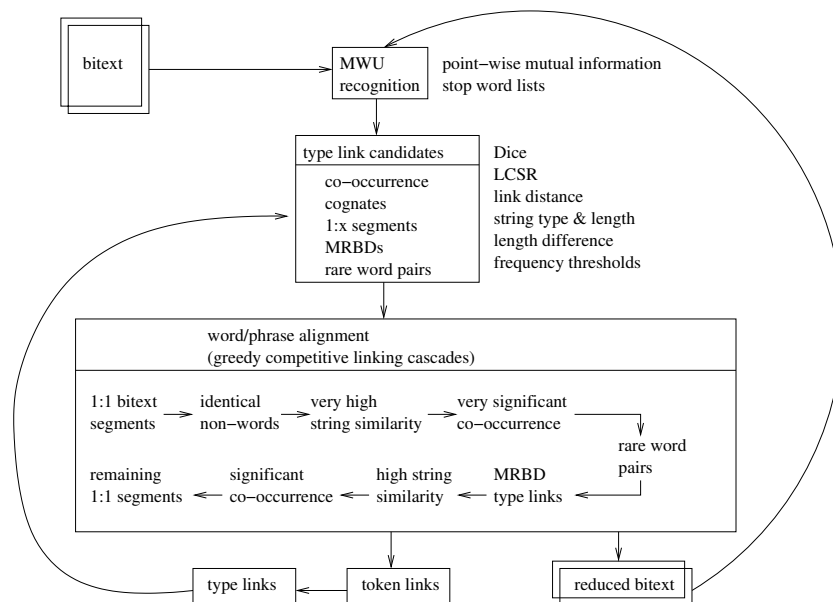 bitext
MWU
recognition
point-wise mutual information
stop word lists
type link candidates
co-occurrence
cognates
1:x segments
MRBDs
rare word pairs
Dice
LCSR
link distance
string type & length
length difference
frequency thresholds
word/phrase alignment
(greedy competitive linking cascades)
1:1 bitext
segments
identical
non-words
very high
string similarity
very significant
co-occurrence
rare word
pairs
MRBD
type links
high string
similarity
significant
co-occurrence
remaining
1:1 segments
type links
token links
reduced bitext